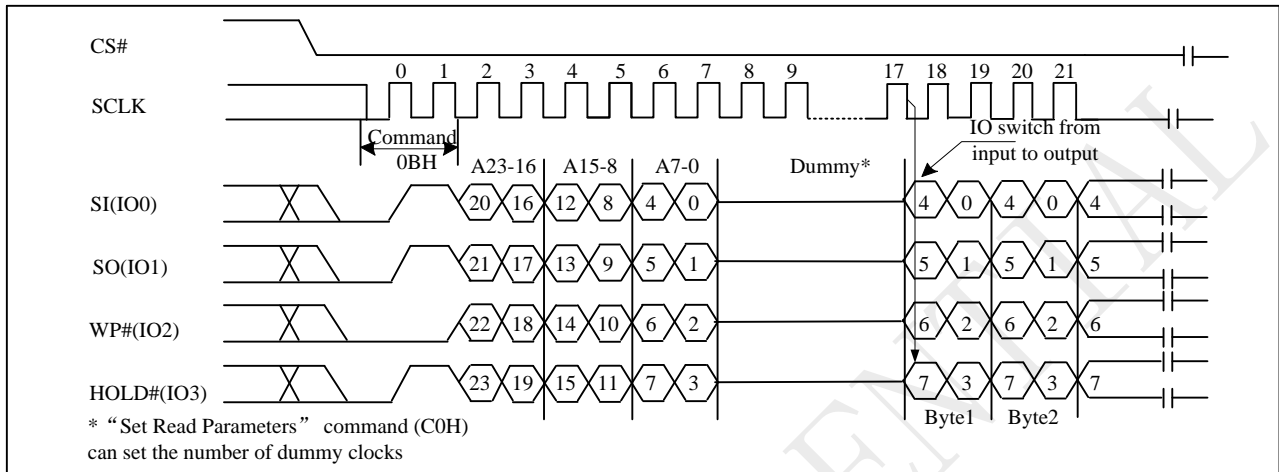 CS#
0 1 2 3 4 5 6 7 8 9 17 18 19 20 21
SCLK
Command
0BH
IO switch from
input to output
A23-16 A15-8 A7-0 Dummy*
SI(IO0) 20 16 12 8 4 0 4 0 4 0 4
SO(IO1) 21 17 13 9 5 1 5 1 5 1 5
WP#(IO2) 22 18 14 10 6 2 6 2 6 2 6
HOLD#(IO3) 23 19 15 11 7 3 7 3 7 3 7
Byte1 Byte2
* “Set Read Parameters” command (C0H)
can set the number of dummy clocks
ENTIAL